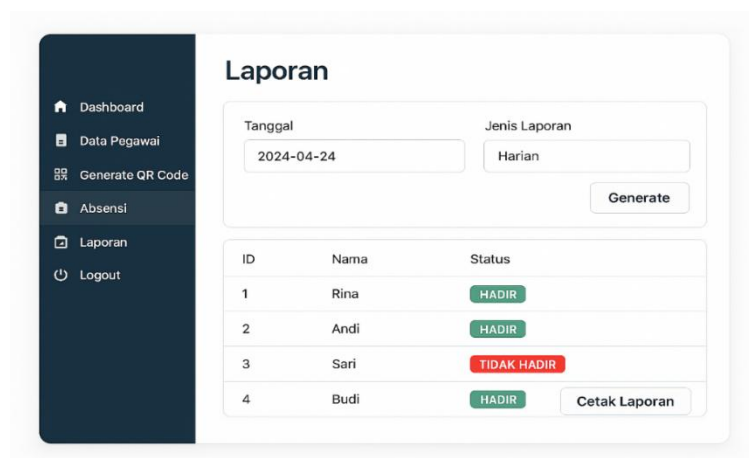 Dashboard
Data Pegawai
Generate QR Code
Absensi
Laporan
Logout
Laporan
Tanggal
2024-04-24
Jenis Laporan
Harian
Generate
ID Nama Status
1 Rina HADIR
2 Andi HADIR
3 Sari TIDAK HADIR
4 Budi HADIR
Cetak Laporan